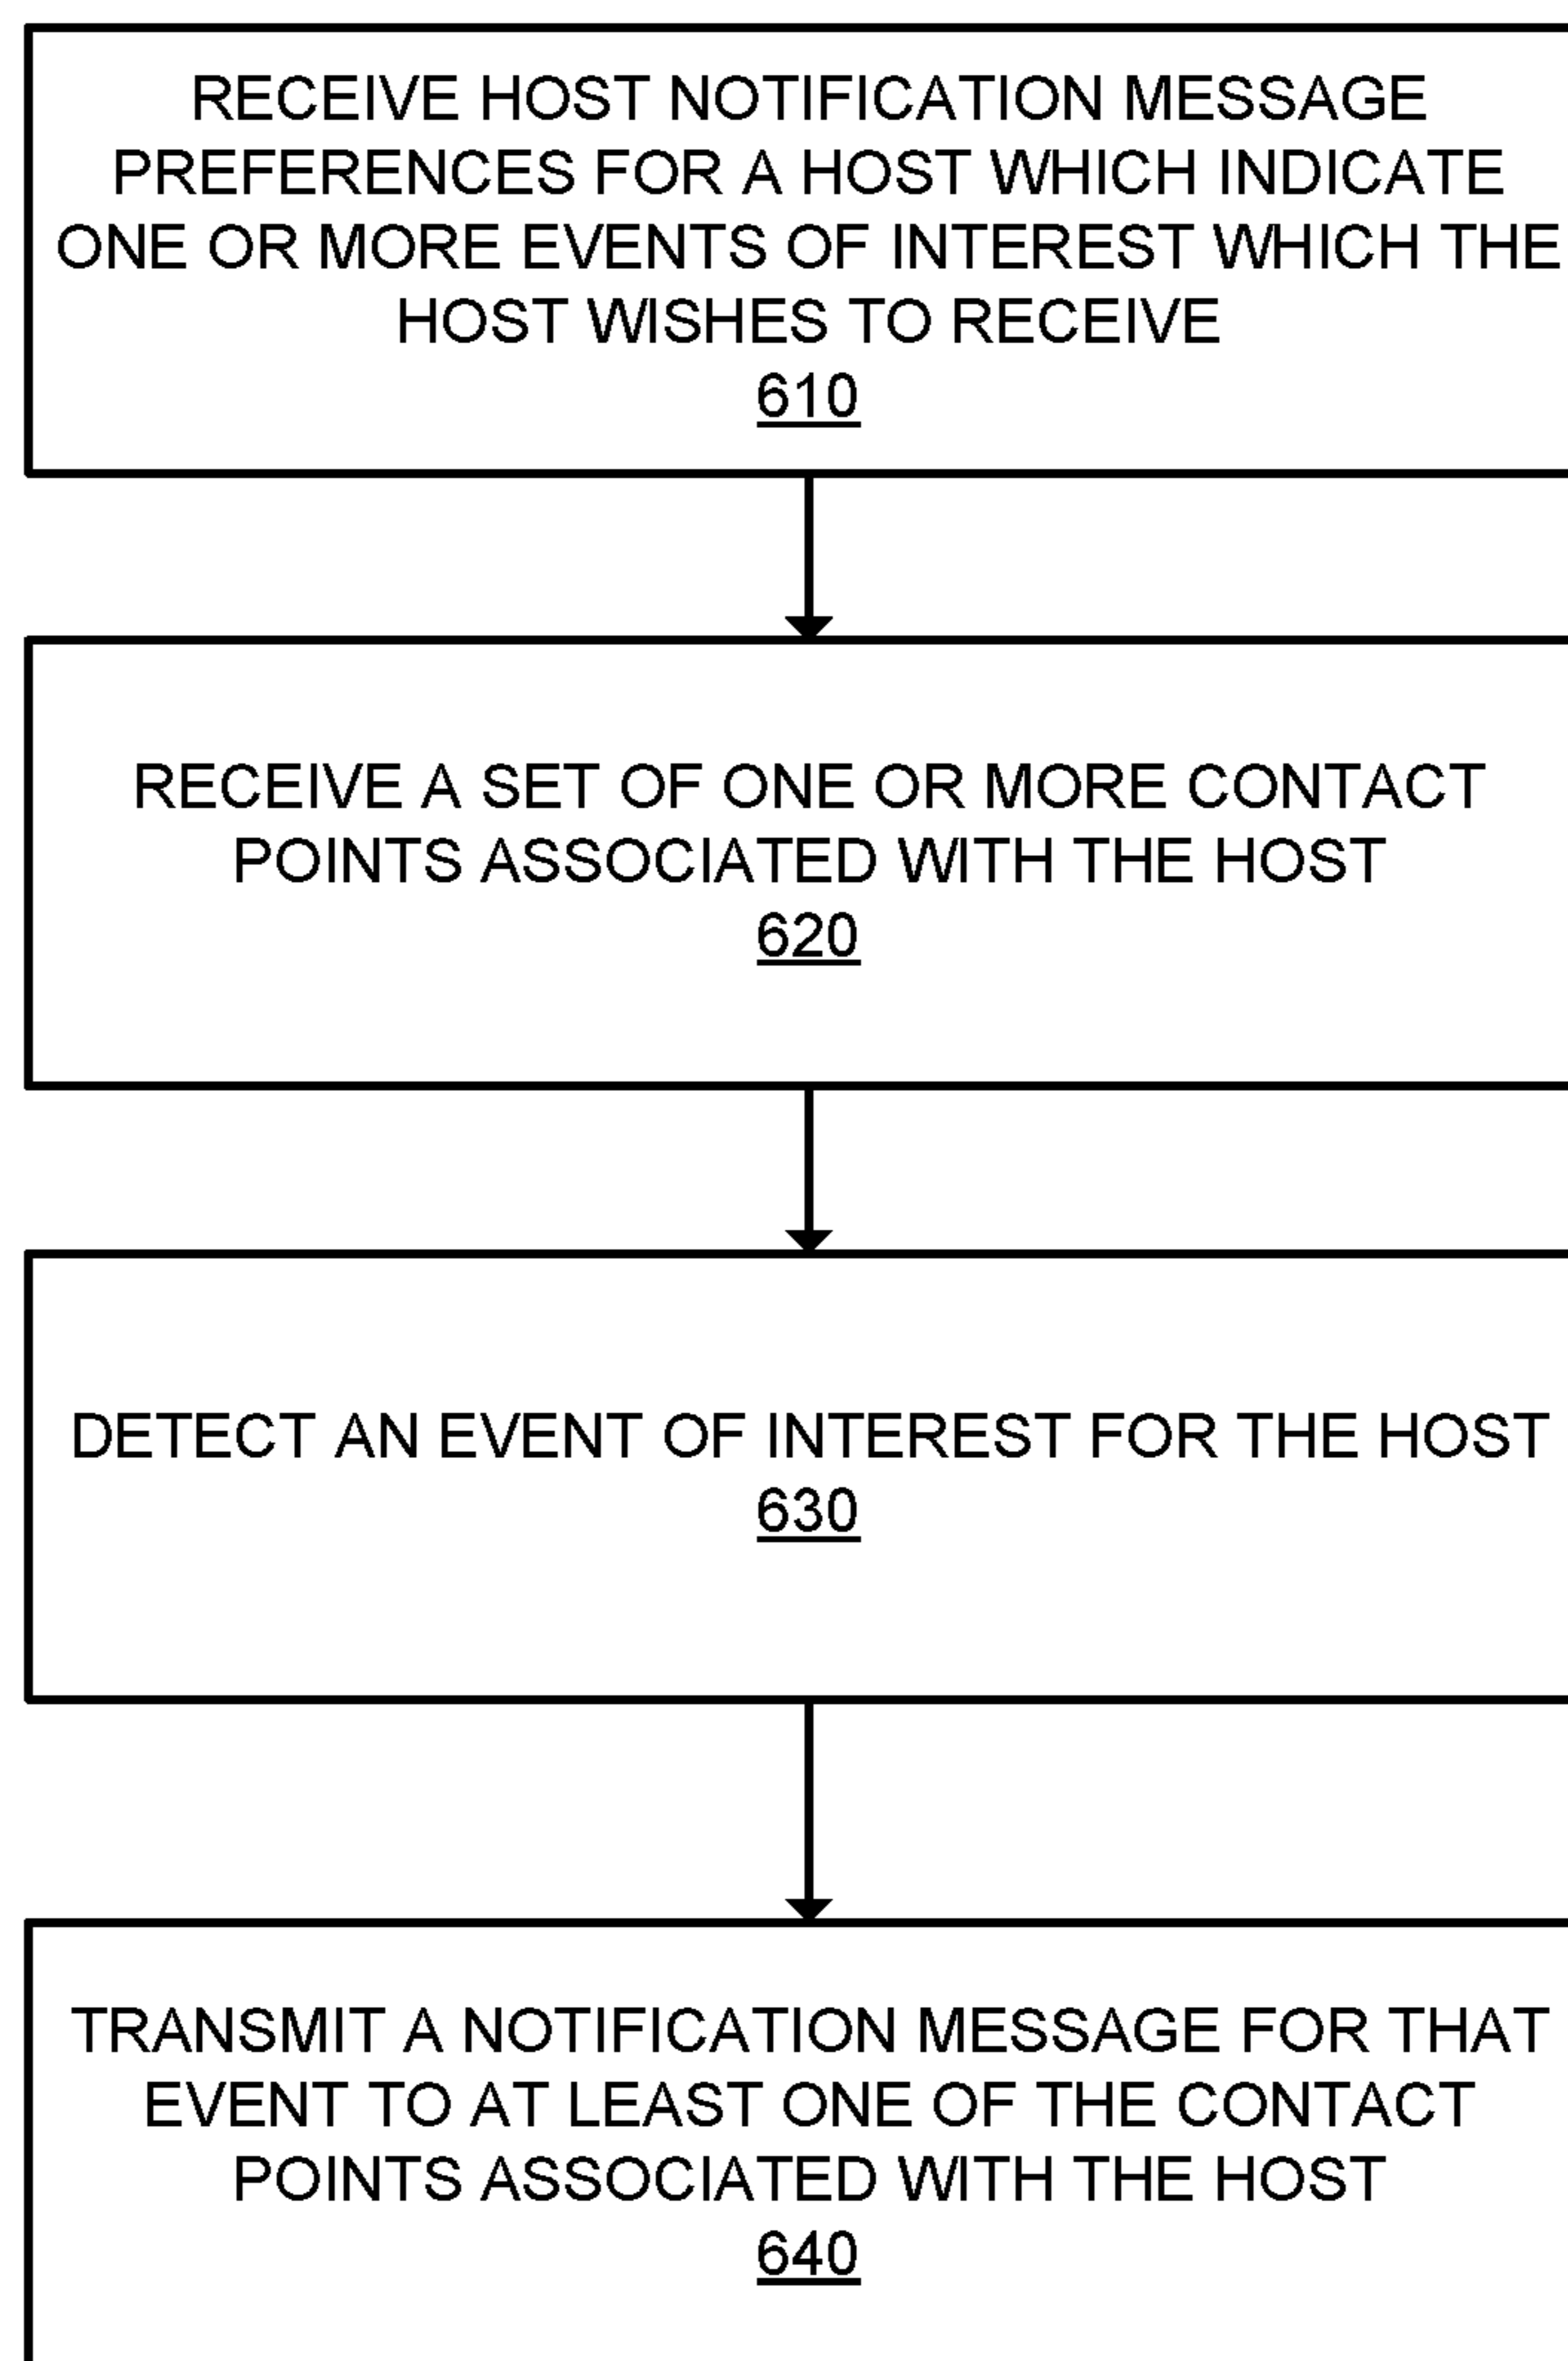 RECEIVE HOST NOTIFICATION MESSAGE
PREFERENCES FOR A HOST WHICH INDICATE
ONE OR MORE EVENTS OF INTEREST WHICH THE
HOST WISHES TO RECEIVE
610
RECEIVE A SET OF ONE OR MORE CONTACT
POINTS ASSOCIATED WITH THE HOST
620
DETECT AN EVENT OF INTEREST FOR THE HOST
630
TRANSMIT A NOTIFICATION MESSAGE FOR THAT
EVENT TO AT LEAST ONE OF THE CONTACT
POINTS ASSOCIATED WITH THE HOST
640